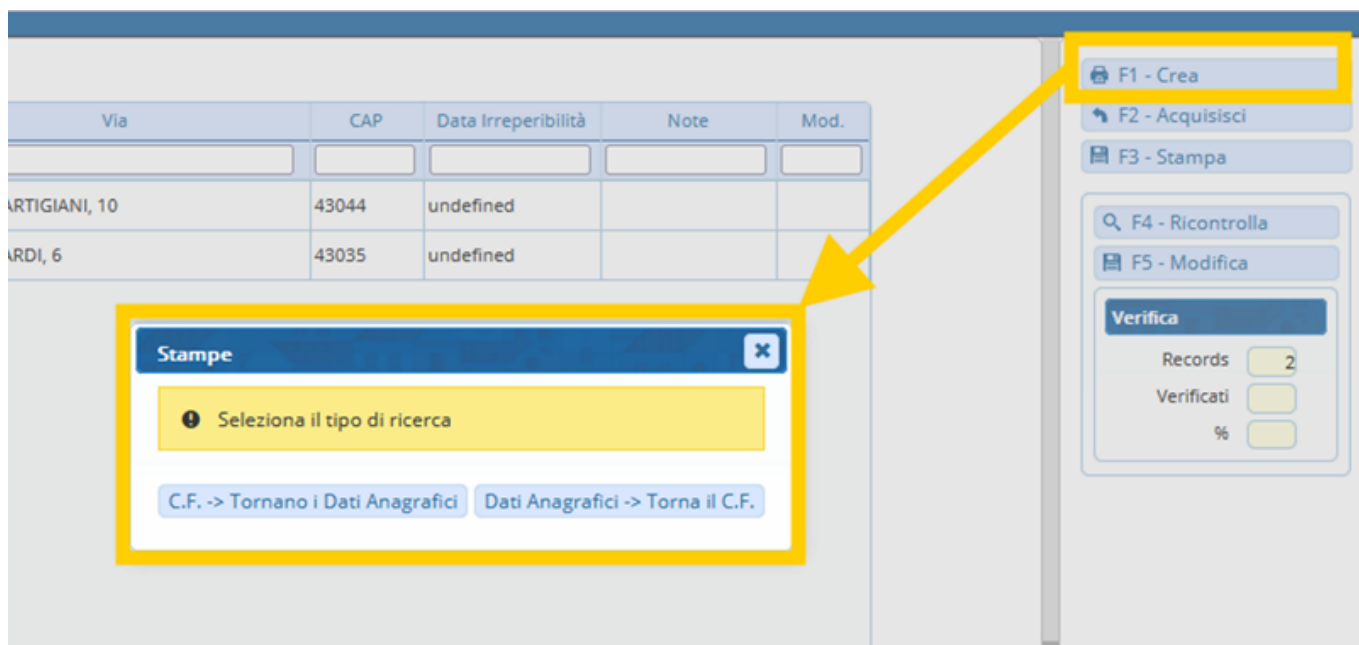 F1 - Crea
Via CAP Data Irreperibilità Note Mod.
F2 - Acquisisci
F3 - Stampa
ARTIGIANI, 10 43044 undefined
F4 - Ricontrolla
ARDI, 6 43035 undefined
F5 - Modifica
Verifica
Records 2
Verificati
%
Stampe
Seleziona il tipo di ricerca
C.F. -> Tornano i Dati Anagrafici Dati Anagrafici -> Torna il C.F.